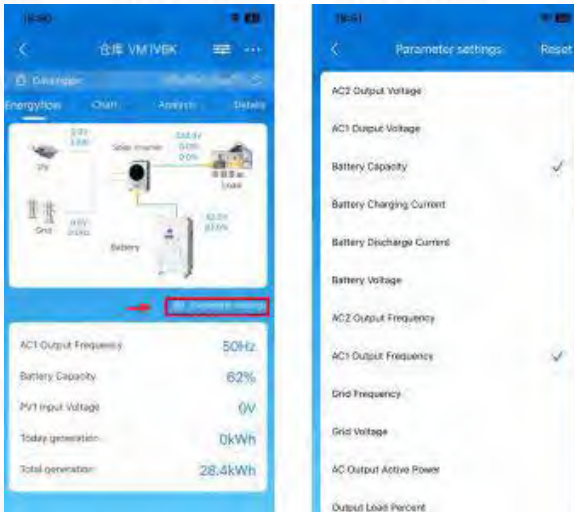 仓库 VM IV6K
Datalogger
Energyflow Chart Analysis Details
PV
Solar Inverter
Load
Grid
Battery
AC1 Output Frequency 50Hz
Battery Capacity 62%
PV1 Input Voltage 0V
Today generation 0kWh
Total generation 28.4kWh
Parameter settings Reset
AC2 Output Voltage
AC1 Output Voltage
Battery Capacity
Battery Charging Current
Battery Discharge Current
Battery Voltage
AC2 Output Frequency
AC1 Output Frequency
Grid Frequency
Grid Voltage
AC Output Active Power
Output Load Percent